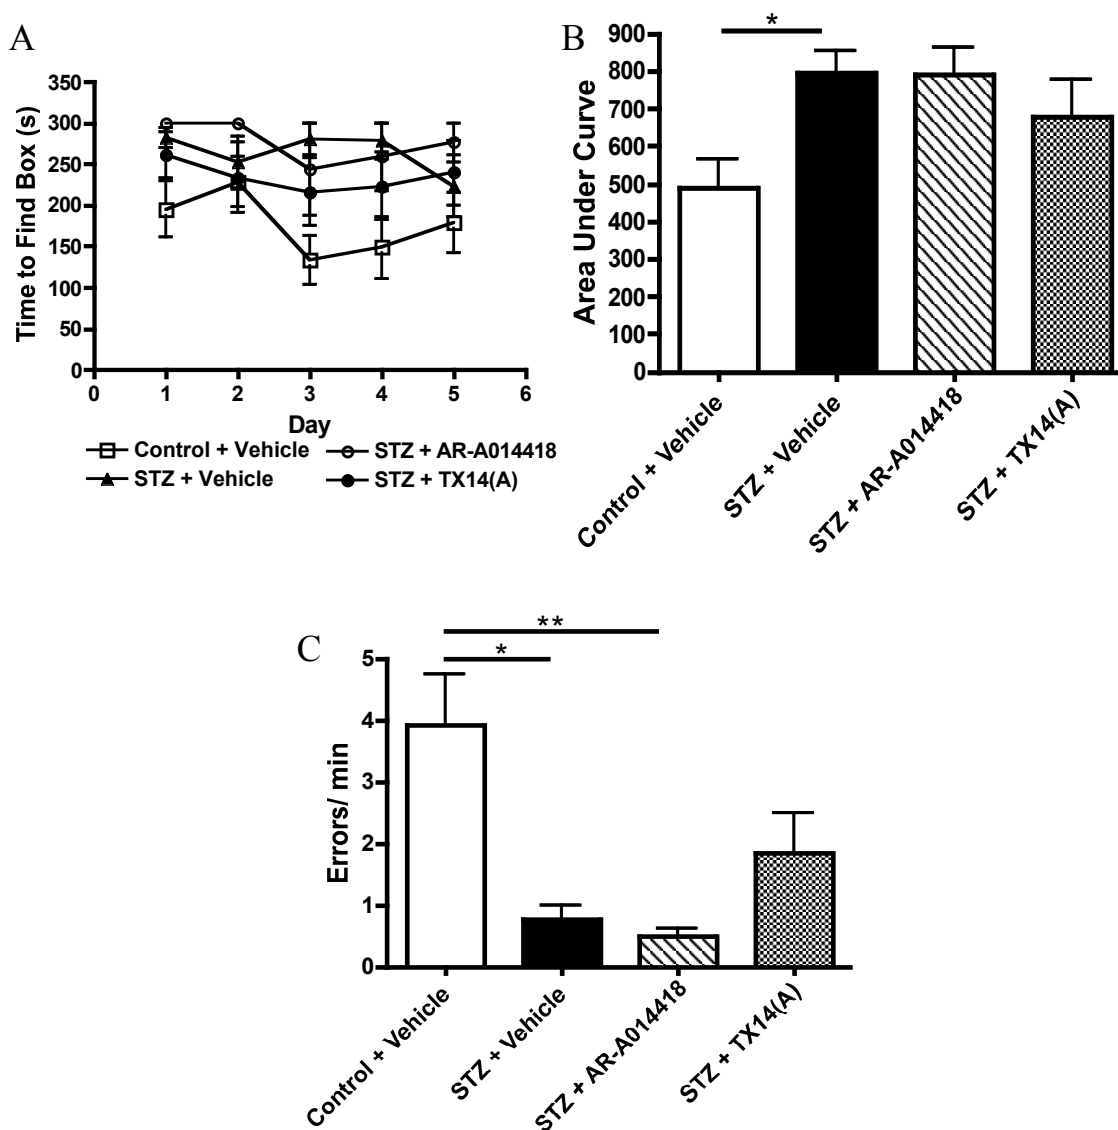 A
Time to Find Box (s)
350
300
250
200
150
100
50
0
0 1 2 3 4 5 6
Day
Control + Vehicle
STZ + Vehicle
STZ + AR-A014418
STZ + TX14(A)
B
*
Area Under Curve
900
800
700
600
500
400
300
200
100
0
Control + Vehicle
STZ + Vehicle
STZ + AR-A014418
STZ + TX14(A)
C
**
*
Errors/ min
5
4
3
2
1
0
Control + Vehicle
STZ + Vehicle
STZ + AR-A014418
STZ + TX14(A)